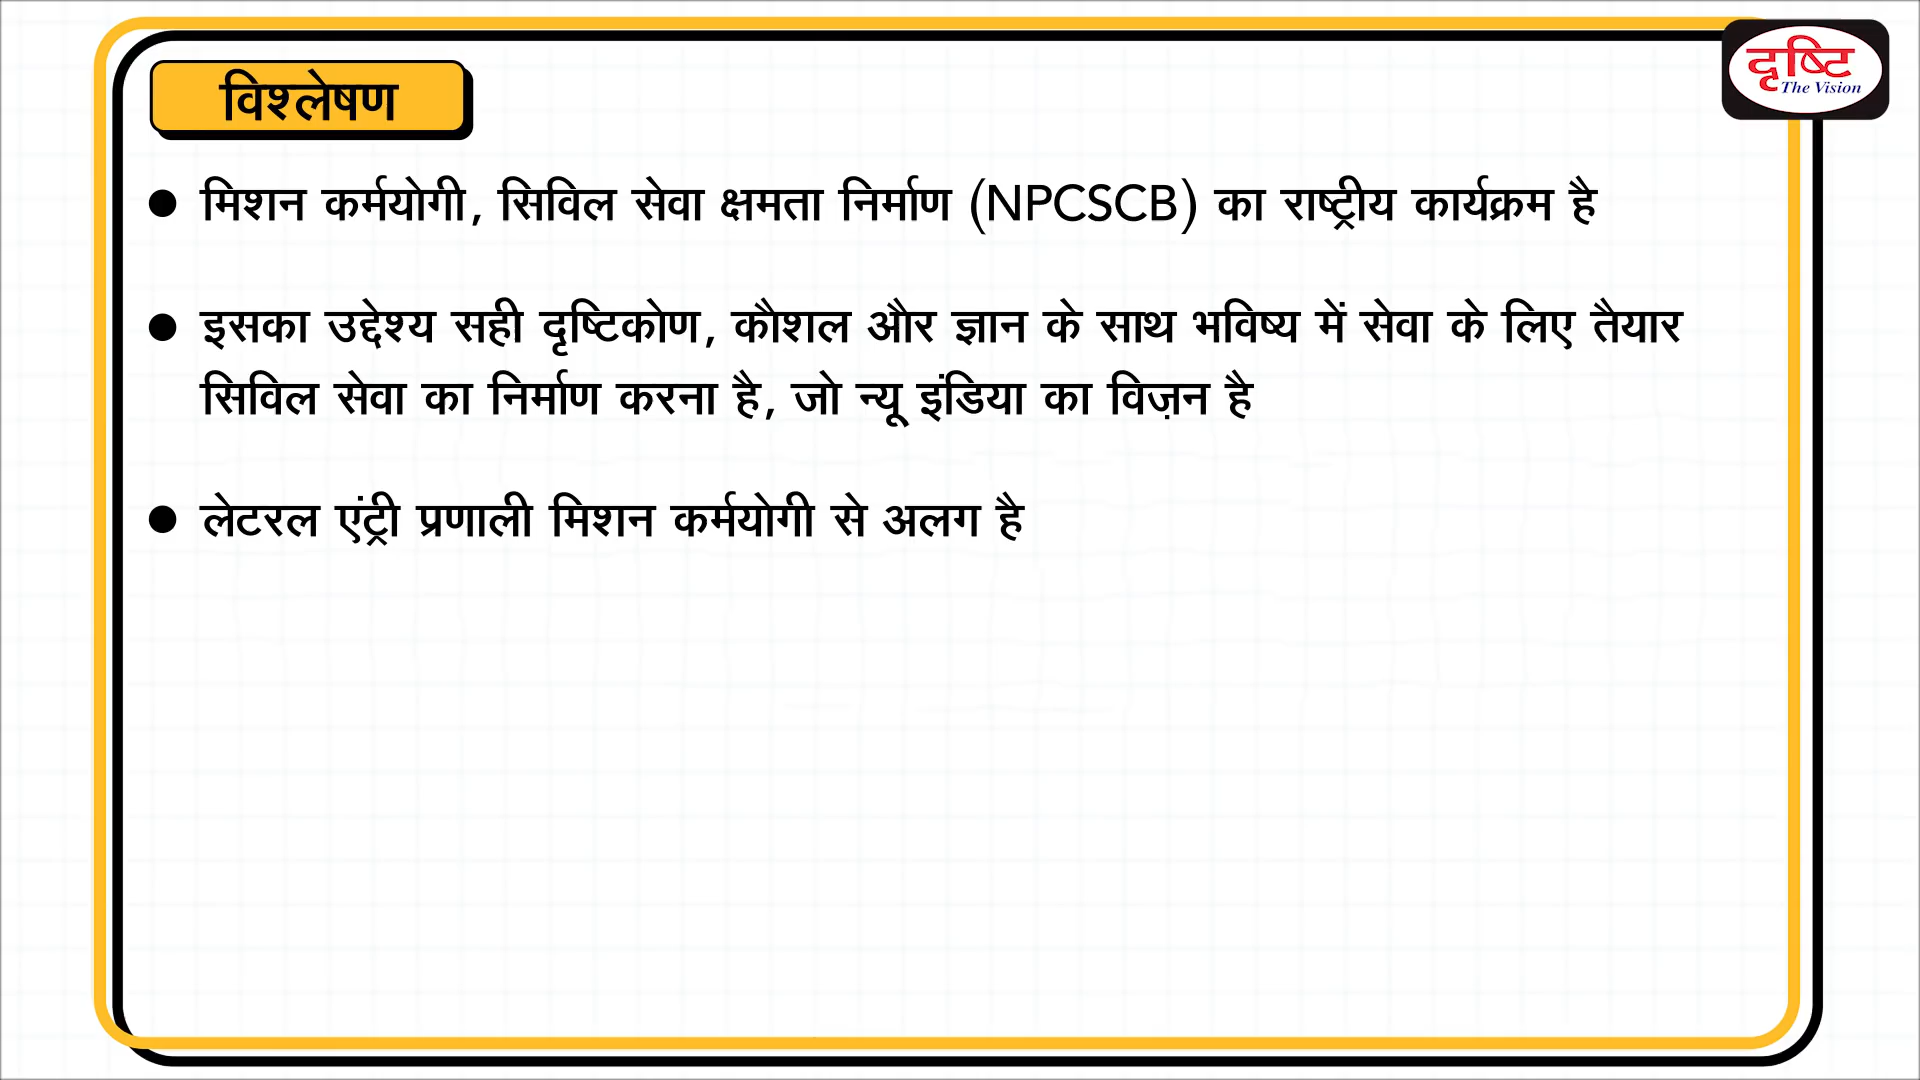 दृष्टि
The Vision
विश्लेषण
● मिशन कर्मयोगी, सिविल सेवा क्षमता निर्माण (NPCSCB) का राष्ट्रीय कार्यक्रम है
● इसका उद्देश्य सही दृष्टिकोण, कौशल और ज्ञान के साथ भविष्य में सेवा के लिए तैयार
सिविल सेवा का निर्माण करना है, जो न्यू इंडिया का विज़न है
● लेटरल एंट्री प्रणाली मिशन कर्मयोगी से अलग है